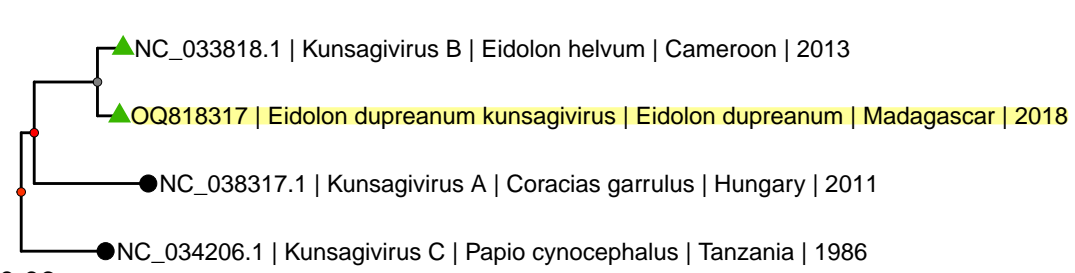 NC_033818.1 | Kunsagivirus B | Eidolon helvum | Cameroon | 2013
OQ818317 | Eidolon dupreanum kunsagivirus | Eidolon dupreanum | Madagascar | 2018
NC_038317.1 | Kunsagivirus A | Coracias garrulus | Hungary | 2011
NC_034206.1 | Kunsagivirus C | Papio cynocephalus | Tanzania | 1986